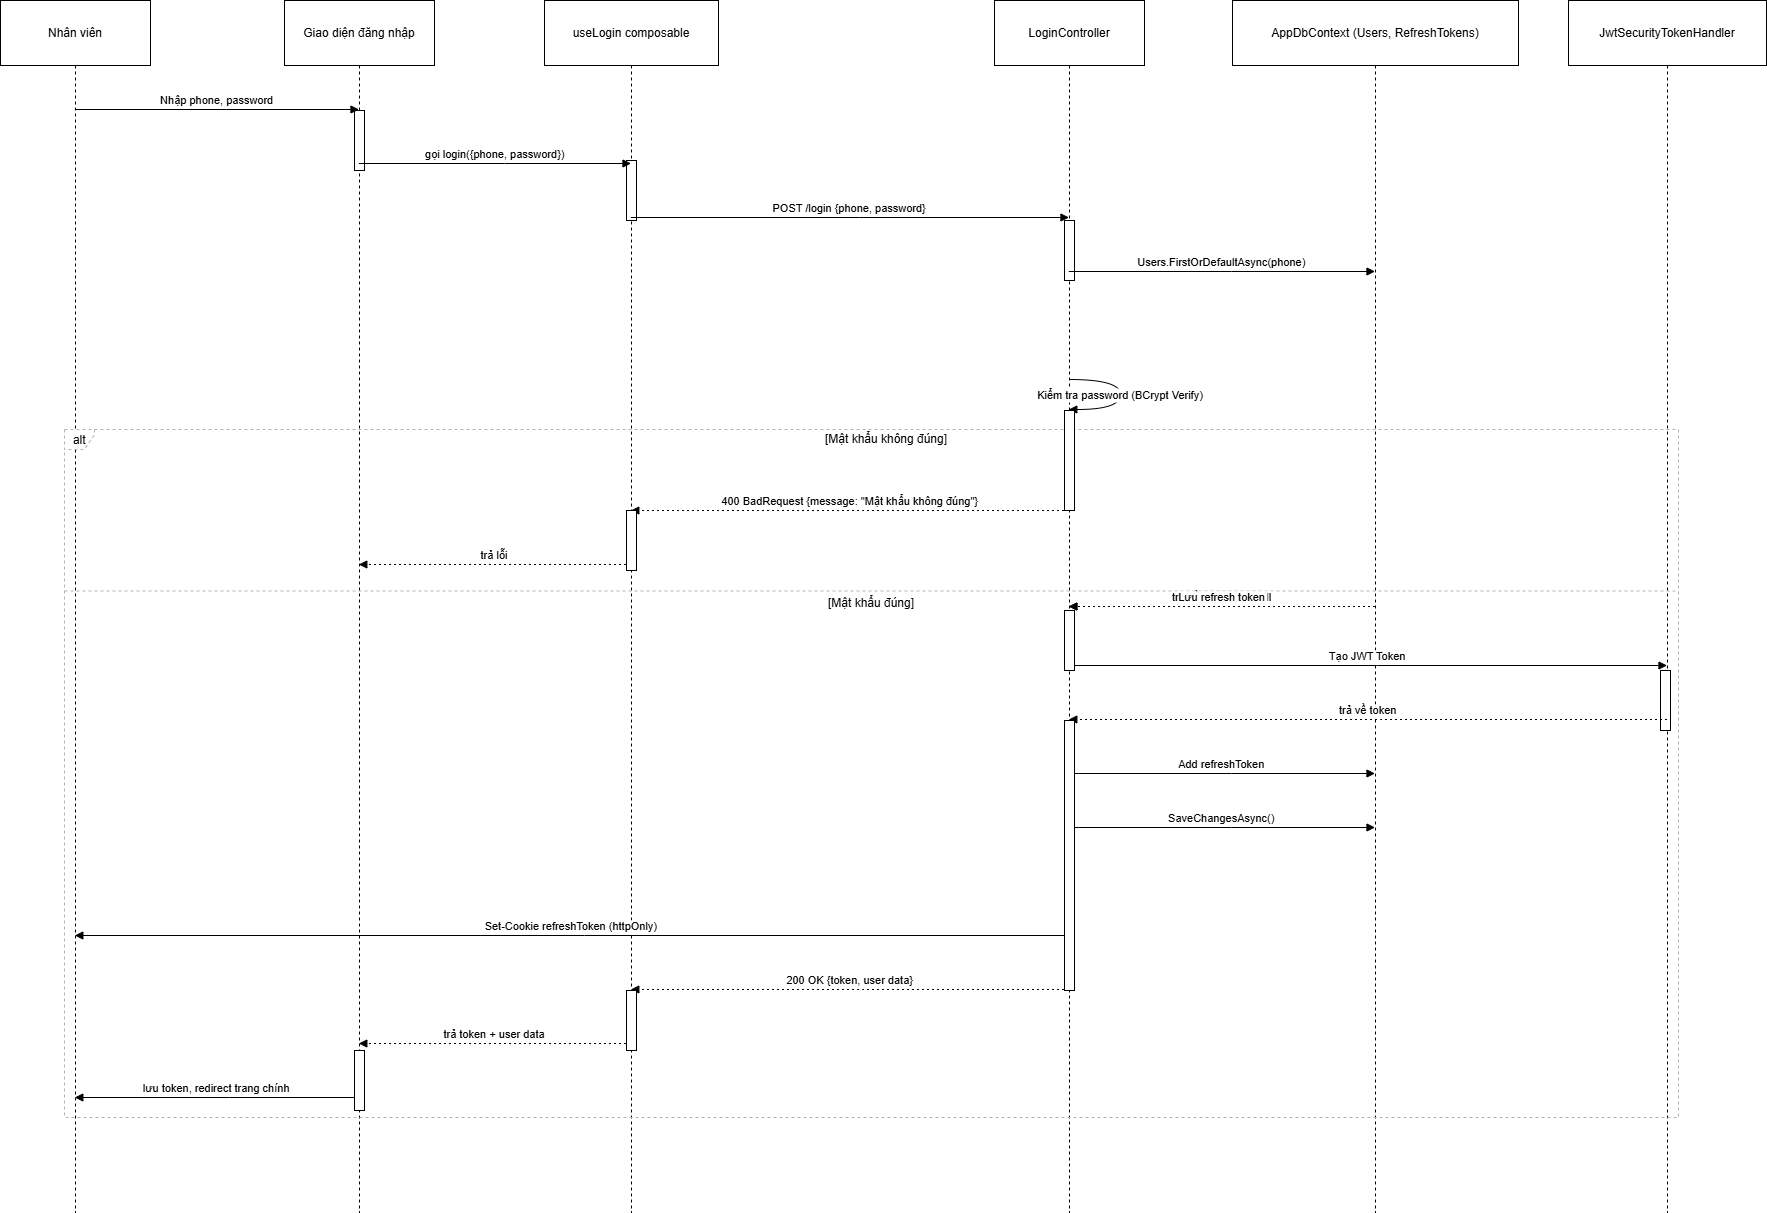 Nhân viên
Giao diện đăng nhập
useLogin composable
LoginController
AppDbContext (Users, RefreshTokens)
JwtSecurityTokenHandler
Nhập phone, password
gọi login({phone, password})
POST /login {phone, password}
Users.FirstOrDefaultAsync(phone)
Kiểm tra password (BCrypt Verify)
alt
[Mật khẩu không đúng]
400 BadRequest {message: "Mật khẩu không đúng"}
trả lỗi
[Mật khẩu đúng]
trLưu refresh token
Tạo JWT Token
trả về token
Add refreshToken
SaveChangesAsync()
Set-Cookie refreshToken (httpOnly)
200 OK {token, user data}
trả token + user data
lưu token, redirect trang chính